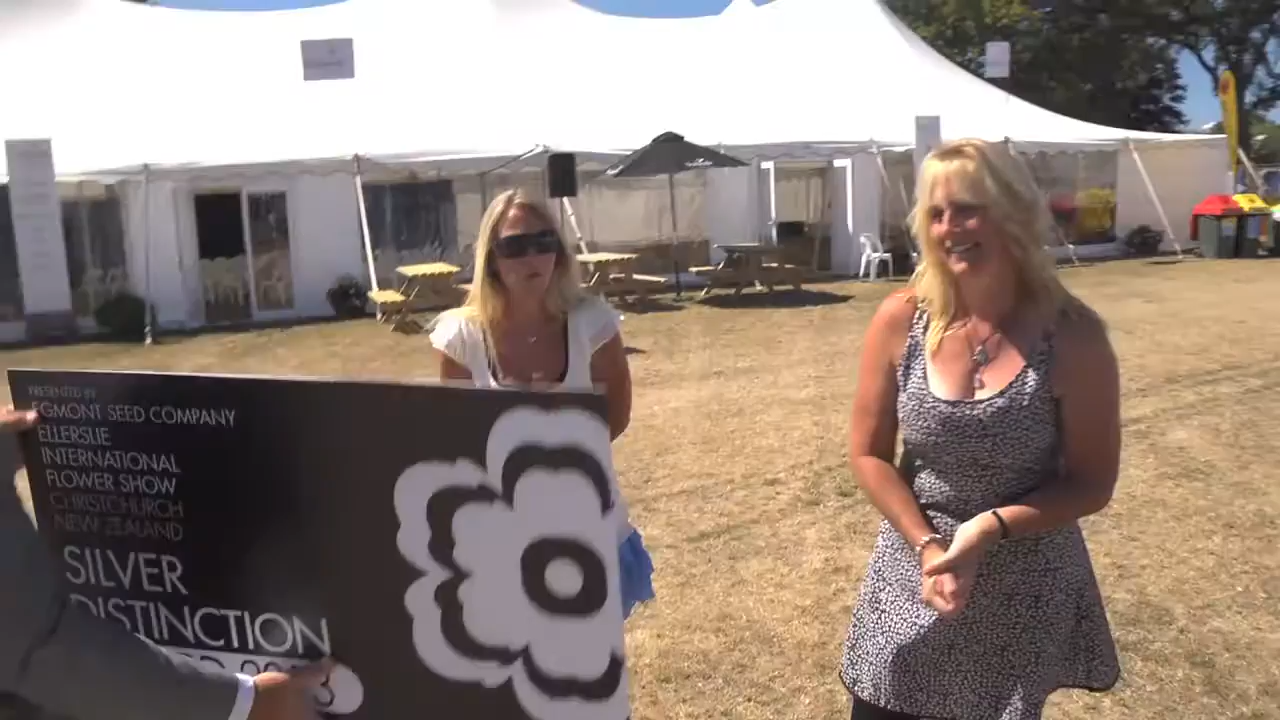 PRESENTED BY
EGMONT SEED COMPANY
ELLERSLIE
INTERNATIONAL
FLOWER SHOW
CHRISTCHURCH
NEW ZEALAND
SILVER
DISTINCTION